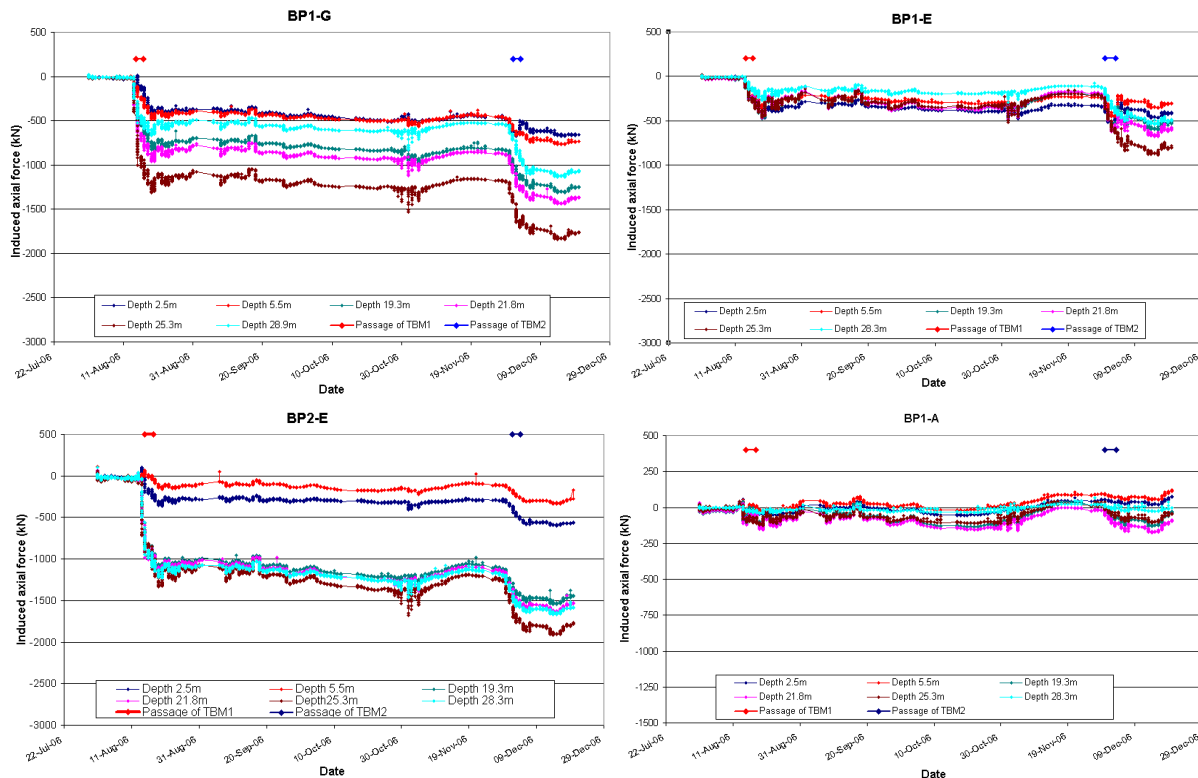 BP1-G
Induced axial force (kN)
500
0
-500
-1000
-1500
-2000
-2500
-3000
Depth 2.5m Depth 5.5m Depth 19.3m Depth 21.8m
Depth 25.3m Depth 28.9m Passage of TBM1 Passage of TBM2
22-Jul-06 11-Aug-06 31-Aug-06 20-Sep-06 10-Oct-06 30-Oct-06 19-Nov-06 09-Dec-06 29-Dec-06
Date
BP1-E
Induced axial force (kN)
500
0
-500
-1000
-1500
-2000
-2500
-3000
Depth 2.5m Depth 5.5m Depth 19.3m Depth 21.8m
Depth 25.3m Depth 28.3m Passage of TBM1 Passage of TBM2
22-Jul-06 11-Aug-06 31-Aug-06 20-Sep-06 10-Oct-06 30-Oct-06 19-Nov-06 09-Dec-06 29-Dec-06
Date
BP2-E
Induced axial force (kN)
500
0
-500
-1000
-1500
-2000
-2500
-3000
Depth 2.5m Depth 5.5m Depth 19.3m
Depth 21.8m Depth25.3m Depth 28.3m
Passage of TBM1 Passage of TBM2
22-Jul-06 11-Aug-06 31-Aug-06 20-Sep-06 10-Oct-06 30-Oct-06 19-Nov-06 09-Dec-06 29-Dec-06
Date
BP1-A
Induced axial force (kN)
500
250
0
-250
-500
-750
-1000
-1250
-1500
Depth 2.5m Depth 5.5m Depth 19.3m
Depth 21.8m Depth 25.3m Depth 28.3m
Passage of TBM1 Passage of TBM2
22-Jul-06 11-Aug-06 31-Aug-06 20-Sep-06 10-Oct-06 30-Oct-06 19-Nov-06 09-Dec-06 29-Dec-06
Date